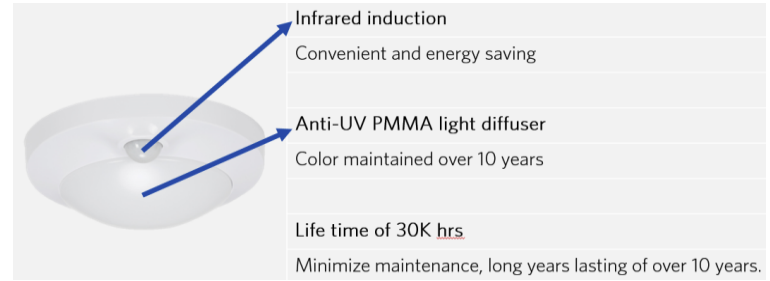 Infrared induction
Convenient and energy saving
Anti-UV PMMA light diffuser
Color maintained over 10 years
Life time of 30K hrs
Minimize maintenance, long years lasting of over 10 years.